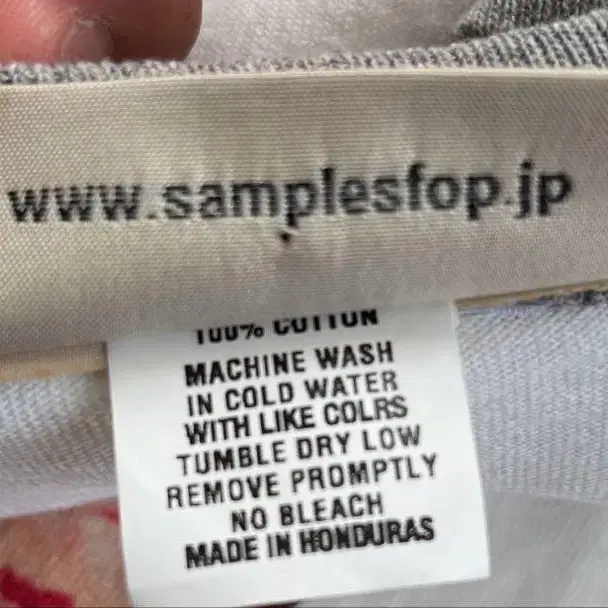 www.samplesfop.jp
100% COTTON
MACHINE WASH
IN COLD WATER
WITH LIKE COLRS
TUMBLE DRY LOW
REMOVE PROMPTLY
NO BLEACH
MADE IN HONDURAS